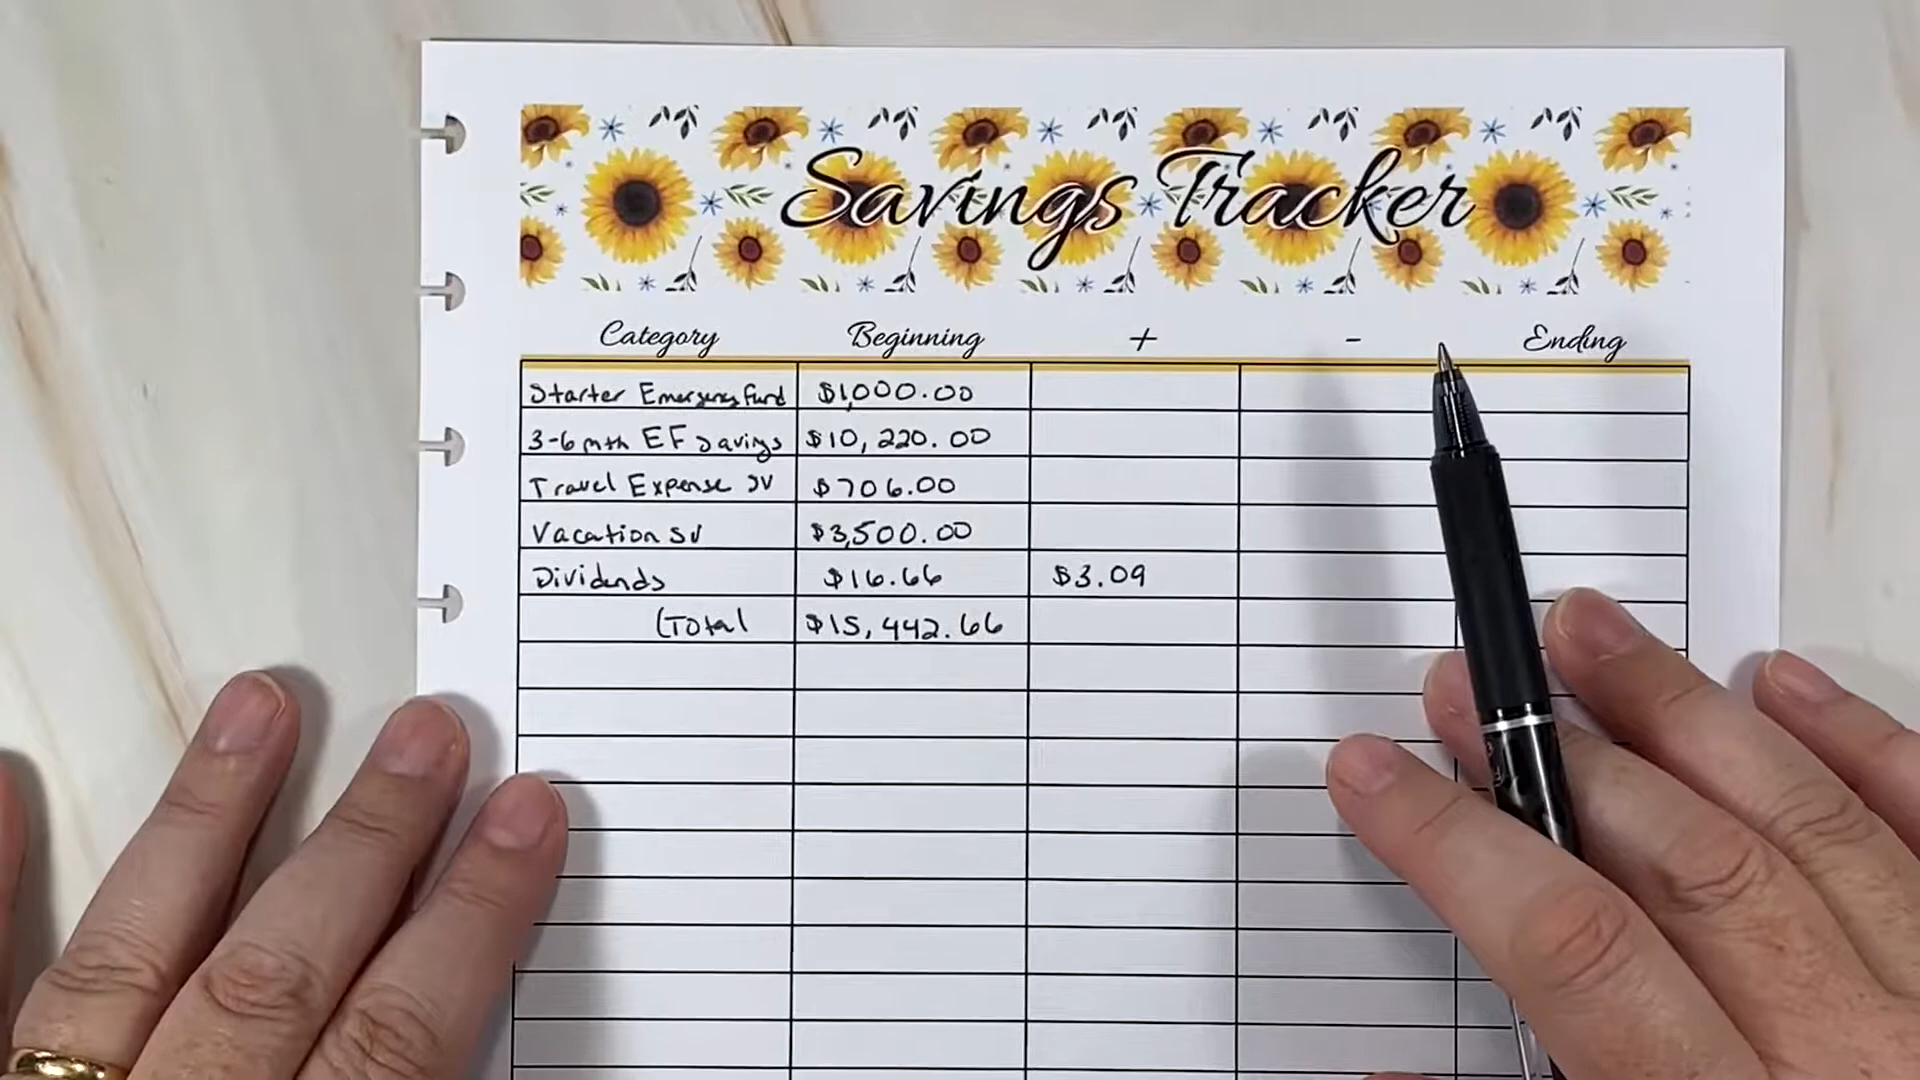 Savings Tracker
Category Beginning + - Ending
Starter Emergency Fund $1,000.00
3-6 mth EF Savings $10,220.00
Travel Expense SV $706.00
Vacation SV $3,500.00
Dividends $16.66 $3.09
(Total $15,442.66